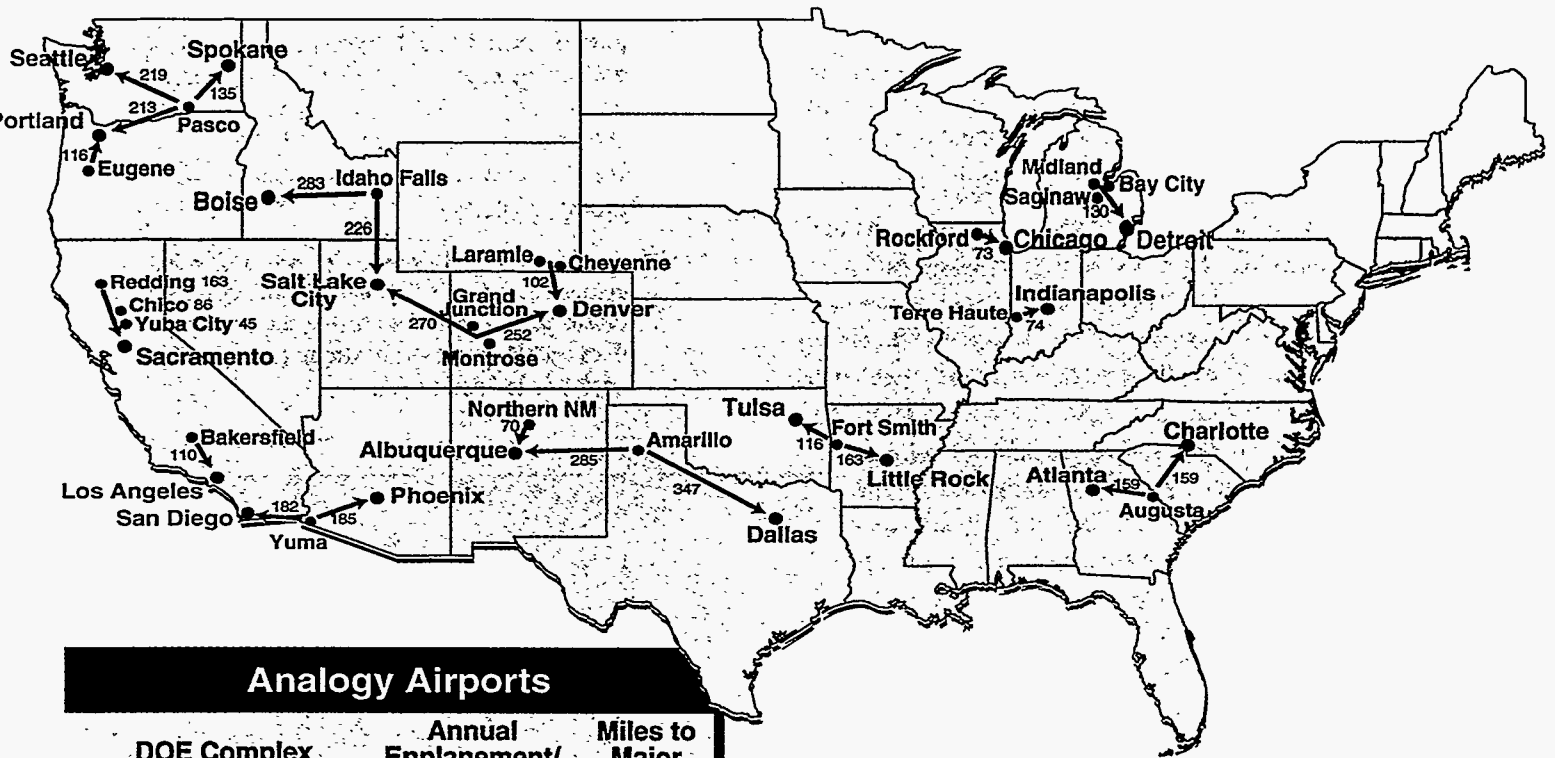 Seattle
219
Spokane
135
213
Portland
Pasco
116
Eugene
Boise
283
Idaho Falls
226
Redding 163
Chico 86
Yuba City 45
Sacramento
Salt Lake
City
Laramie
Cheyenne
102
Grand
Junction
270
252
Denver
Montrose
Midland
Bay City
Saginaw
130
Detroit
Rockford
73
Chicago
Indianapolis
Terre Haute
74
Bakersfield
110
Los Angeles
San Diego
182
185
Phoenix
Yuma
Northern NM
70
Albuquerque
285
Amarillo
347
Dallas
Tulsa
116
Fort Smith
163
Little Rock
Charlotte
159
Atlanta
159
Augusta
Analogy Airports
DOE Complex
Annual
Enplanement/
Miles to
Major